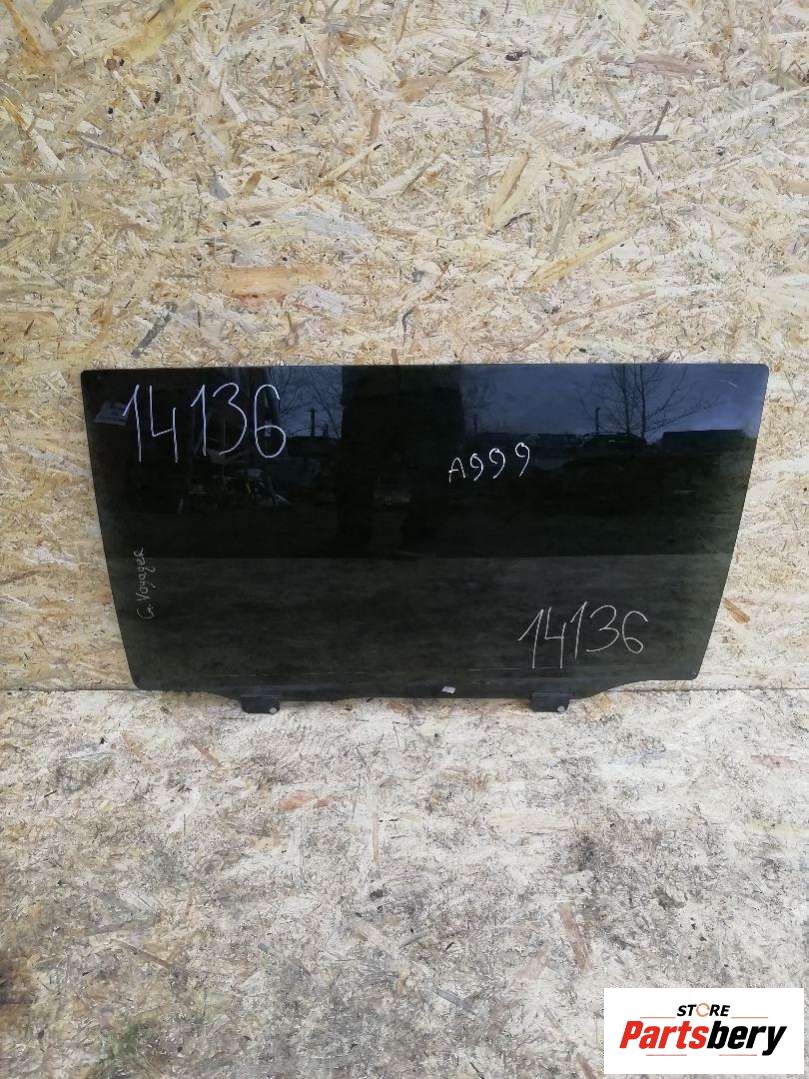 14136
A999
G. Voyager
14136
STORE
Partsbery